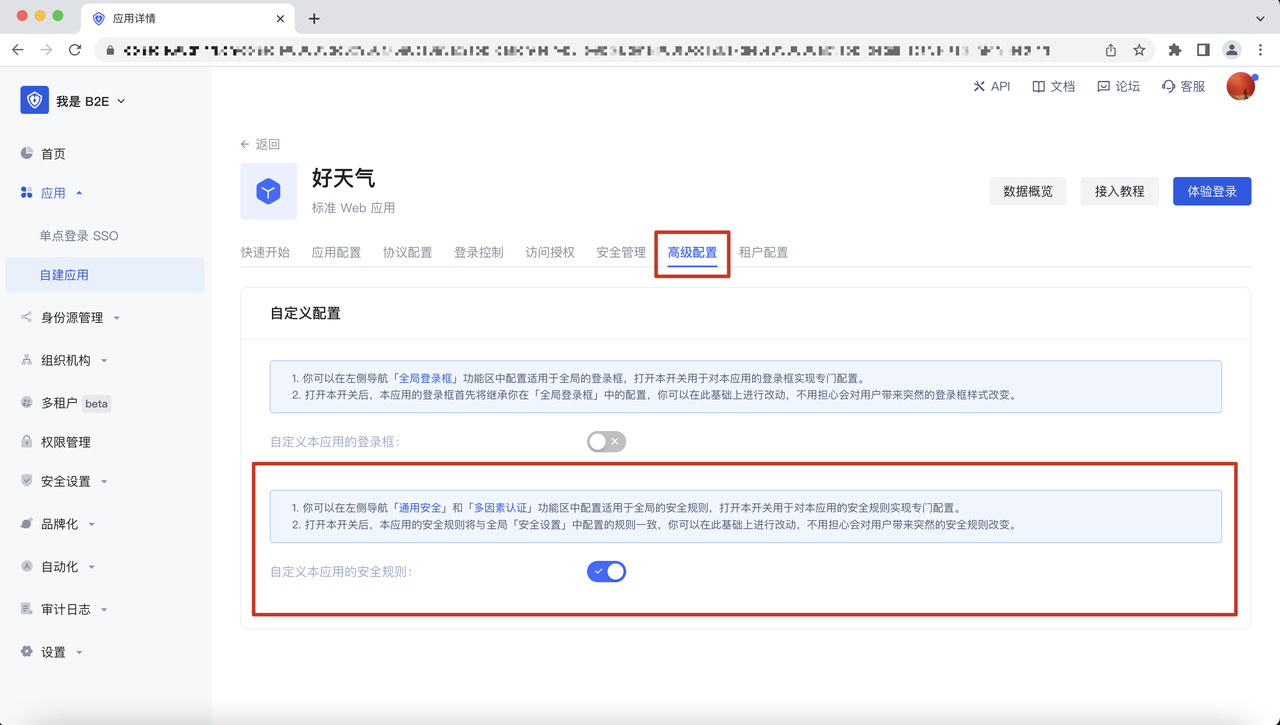 应用详情
我是 B2E
API
文档
论坛
客服
首页
应用
单点登录 SSO
自建应用
身份源管理
组织机构
多租户 beta
权限管理
安全设置
品牌化
自动化
审计日志
设置
返回
好天气
标准 Web 应用
数据概览
接入教程
体验登录
快速开始
应用配置
协议配置
登录控制
访问授权
安全管理
高级配置
租户配置
自定义配置
1. 你可以在左侧导航「全局登录框」功能区中配置适用于全局的登录框，打开本开关用于对本应用的登录框实现专门配置。
2. 打开本开关后，本应用的登录框首先将继承你在「全局登录框」中的配置，你可以在此基础上进行改动，不用担心会对用户带来突然的登录框样式改变。
自定义本应用的登录框：
1. 你可以在左侧导航「通用安全」和「多因素认证」功能区中配置适用于全局的安全规则，打开本开关用于对本应用的安全规则实现专门配置。
2. 打开本开关后，本应用的安全规则将与全局「安全设置」中配置的规则一致，你可以在此基础上进行改动，不用担心会对用户带来突然的安全规则改变。
自定义本应用的安全规则：